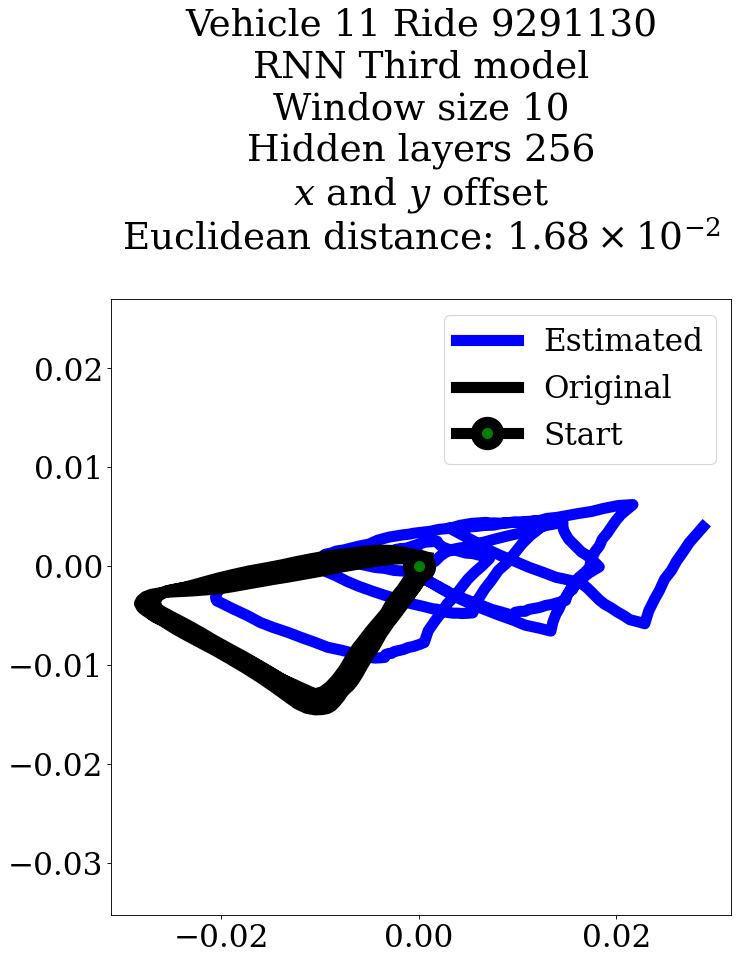 Vehicle 11 Ride 9291130
RNN Third model
Window size 10
Hidden layers 256
x and y offset
Euclidean distance: 1.68 × 10⁻²
Estimated
Original
Start
0.02
0.01
0.00
−0.01
−0.02
−0.03
−0.02
0.00
0.02